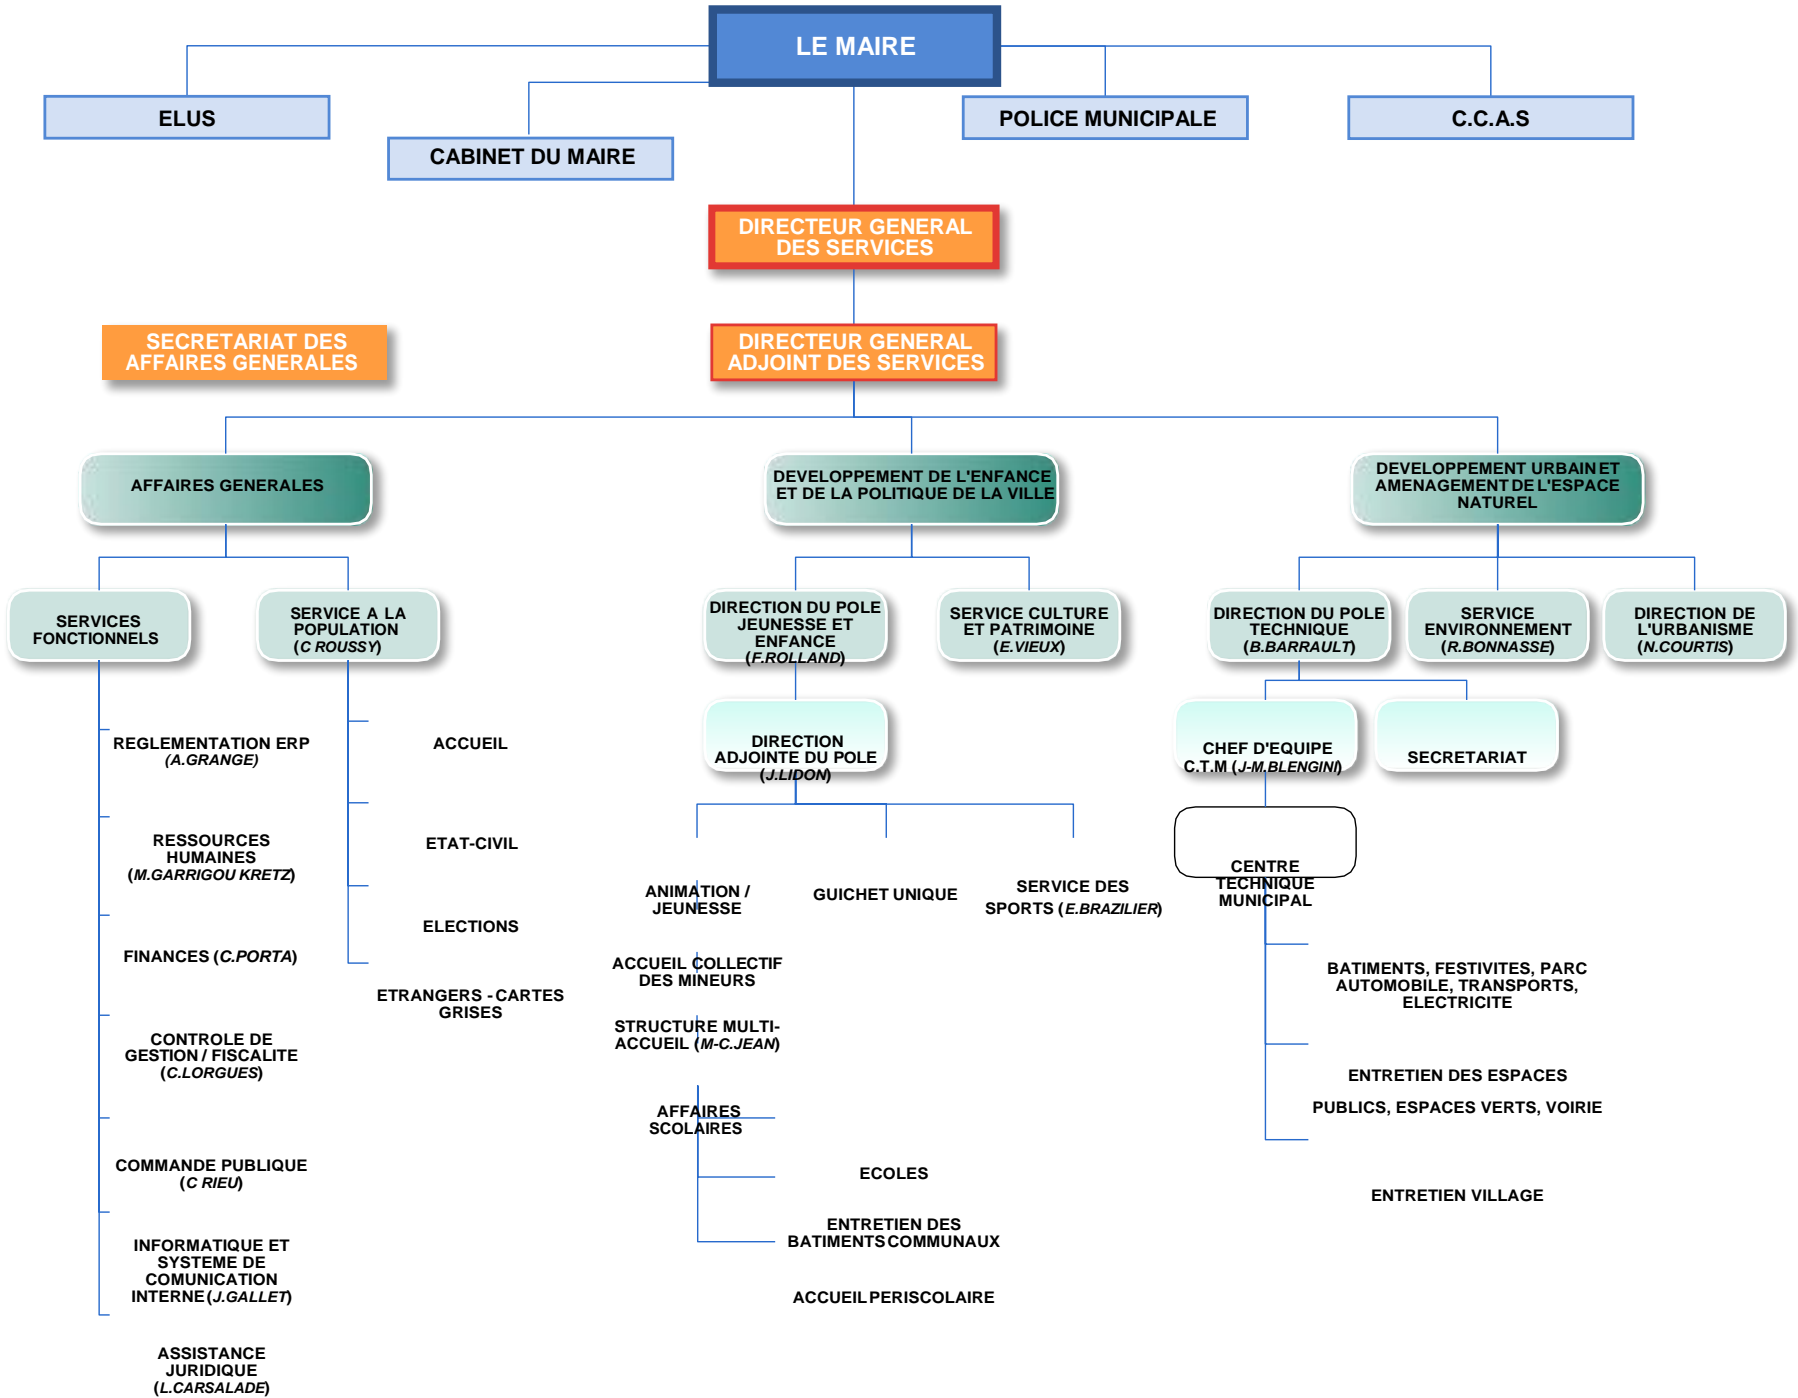 LE MAIRE
ELUS
CABINET DU MAIRE
POLICE MUNICIPALE
C.C.A.S
DIRECTEUR GENERAL
DES SERVICES
SECRETARIAT DES
AFFAIRES GENERALES
DIRECTEUR GENERAL
ADJOINT DES SERVICES
AFFAIRES GENERALES
DEVELOPPEMENT DE L'ENFANCE
ET DE LA POLITIQUE DE LA VILLE
DEVELOPPEMENT URBAIN ET
AMENAGEMENT DE L'ESPACE
NATUREL
SERVICES
FONCTIONNELS
SERVICE A LA
POPULATION
(C ROUSSY)
DIRECTION DU POLE
JEUNESSE ET
ENFANCE
(F.ROLLAND)
SERVICE CULTURE
ET PATRIMOINE
(E.VIEUX)
DIRECTION DU POLE
TECHNIQUE
(B.BARRAULT)
SERVICE
ENVIRONNEMENT
(R.BONNASSE)
DIRECTION DE
L'URBANISME
(N.COURTIS)
REGLEMENTATION ERP
(A.GRANGE)
RESSOURCES
HUMAINES
(M.GARRIGOU KRETZ)
FINANCES (C.PORTA)
CONTROLE DE
GESTION / FISCALITE
(C.LORGUES)
COMMANDE PUBLIQUE
(C RIEU)
INFORMATIQUE ET
SYSTEME DE
COMUNICATION
INTERNE (J.GALLET)
ASSISTANCE
JURIDIQUE
(L.CARSALADE)
ACCUEIL
ETAT-CIVIL
ELECTIONS
ETRANGERS - CARTES
GRISES
DIRECTION
ADJOINTE DU POLE
(J.LIDON)
ANIMATION /
JEUNESSE
GUICHET UNIQUE
SERVICE DES
SPORTS (E.BRAZILIER)
ACCUEIL COLLECTIF
DES MINEURS
STRUCTURE MULTI-
ACCUEIL (M-C.JEAN)
AFFAIRES
SCOLAIRES
ECOLES
ENTRETIEN DES
BATIMENTS COMMUNAUX
ACCUEIL PERISCOLAIRE
CHEF D'EQUIPE
C.T.M (J-M.BLENGINI)
SECRETARIAT
CENTRE
TECHNIQUE
MUNICIPAL
BATIMENTS, FESTIVITES, PARC
AUTOMOBILE, TRANSPORTS,
ELECTRICITE
ENTRETIEN DES ESPACES
PUBLICS, ESPACES VERTS, VOIRIE
ENTRETIEN VILLAGE